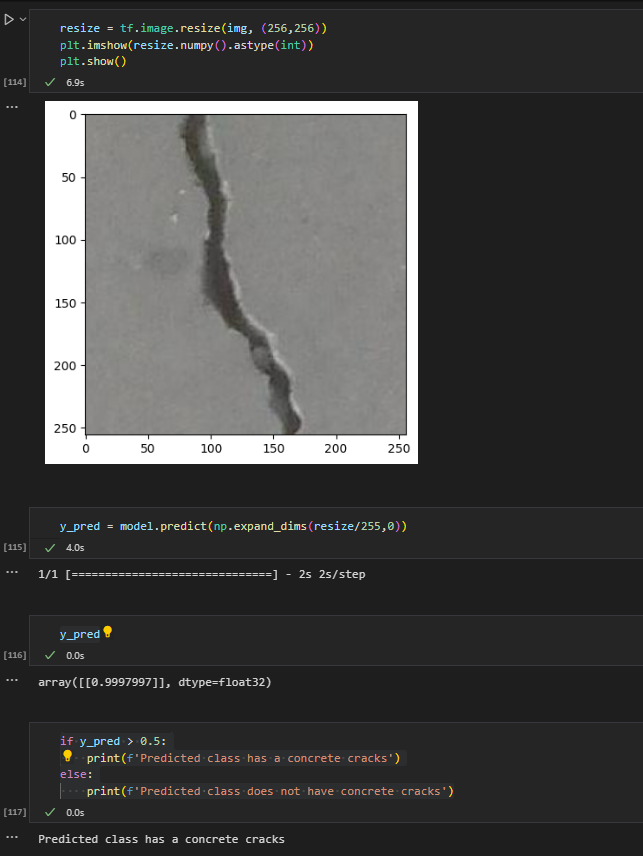 resize = tf.image.resize(img, (256,256))
plt.imshow(resize.numpy().astype(int))
plt.show()
[114] 6.9s
...
0
50
100
150
200
250
0 50 100 150 200 250
y_pred = model.predict(np.expand_dims(resize/255,0))
[115] 4.0s
... 1/1 [==============================] - 2s 2s/step
y_pred
[116] 0.0s
... array([[0.9997997]], dtype=float32)
if y_pred > 0.5:
print(f'Predicted class has a concrete cracks')
else:
print(f'Predicted class does not have concrete cracks')
[117] 0.0s
... Predicted class has a concrete cracks